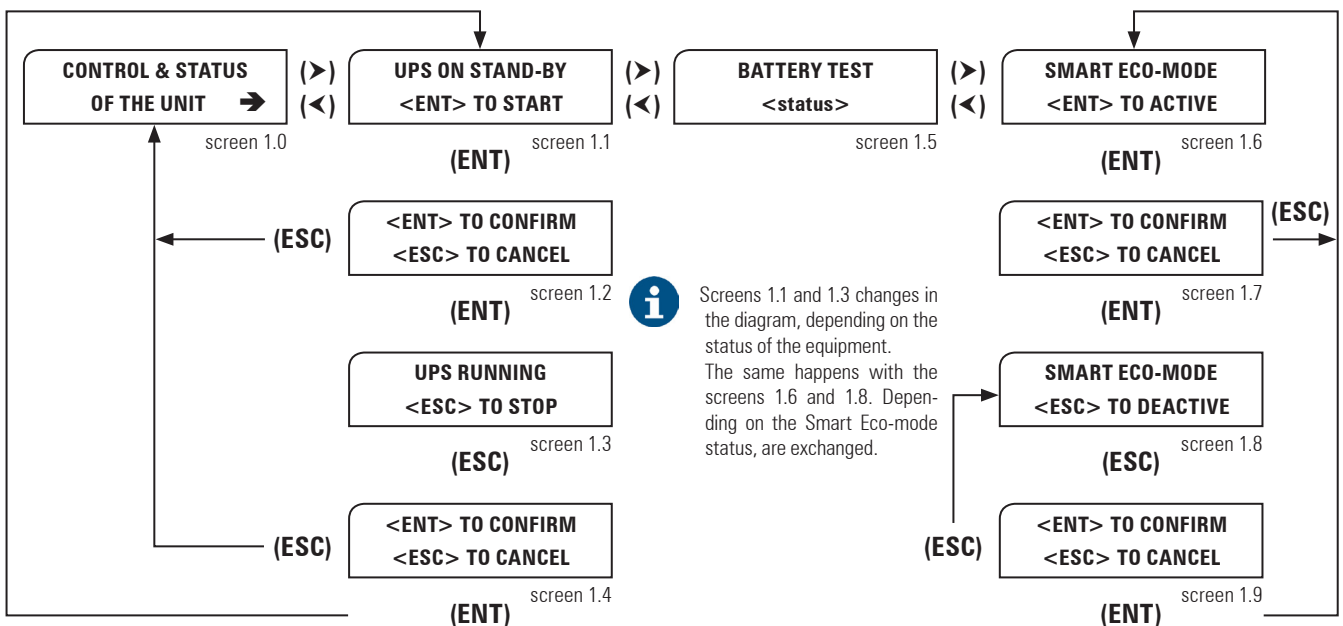 CONTROL & STATUS
OF THE UNIT ➔
screen 1.0
(➤)
(⮜)
UPS ON STAND-BY
<ENT> TO START
screen 1.1
(ENT)
(➤)
(⮜)
BATTERY TEST
<status>
screen 1.5
(➤)
(⮜)
SMART ECO-MODE
<ENT> TO ACTIVE
screen 1.6
(ENT)
(ESC)
<ENT> TO CONFIRM
<ESC> TO CANCEL
screen 1.2
(ENT)
UPS RUNNING
<ESC> TO STOP
screen 1.3
(ESC)
(ESC)
<ENT> TO CONFIRM
<ESC> TO CANCEL
screen 1.4
(ENT)
i
Screens 1.1 and 1.3 changes in
the diagram, depending on the
status of the equipment.
The same happens with the
screens 1.6 and 1.8. Depen-
ding on the Smart Eco-mode
status, are exchanged.
<ENT> TO CONFIRM
<ESC> TO CANCEL
(ESC)
screen 1.7
(ENT)
SMART ECO-MODE
<ESC> TO DEACTIVE
screen 1.8
(ESC)
(ESC)
<ENT> TO CONFIRM
<ESC> TO CANCEL
screen 1.9
(ENT)